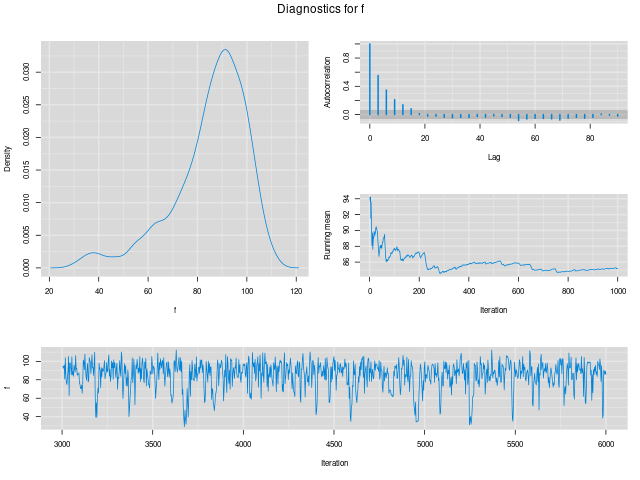 Diagnostics for f
Density
0.000
0.005
0.010
0.015
0.020
0.025
0.030
20 40 60 80 100 120
f
Autocorrelation
0.0
0.4
0.8
0 20 40 60 80
Lag
Running mean
86
88
90
92
94
0 200 400 600 800 1000
Iteration
f
40
60
80
100
3000 3500 4000 4500 5000 5500 6000
Iteration